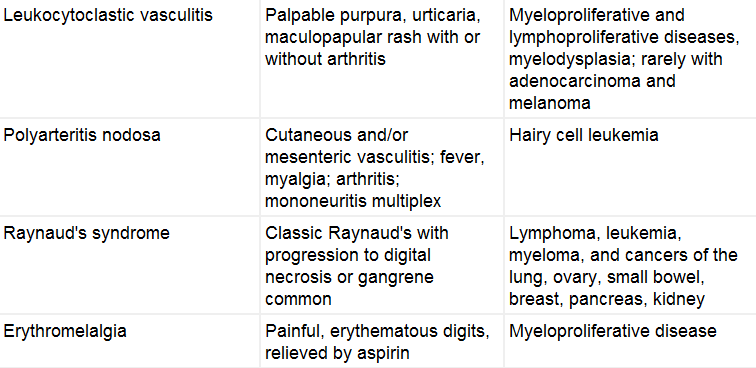 Leukocytoclastic vasculitis
Palpable purpura, urticaria,
maculopapular rash with or
without arthritis
Myeloproliferative and
lymphoproliferative diseases,
myelodysplasia; rarely with
adenocarcinoma and
melanoma
Polyarteritis nodosa
Cutaneous and/or
mesenteric vasculitis; fever,
myalgia; arthritis;
mononeuritis multiplex
Hairy cell leukemia
Raynaud's syndrome
Classic Raynaud's with
progression to digital
necrosis or gangrene
common
Lymphoma, leukemia,
myeloma, and cancers of the
lung, ovary, small bowel,
breast, pancreas, kidney
Erythromelalgia
Painful, erythematous digits,
relieved by aspirin
Myeloproliferative disease